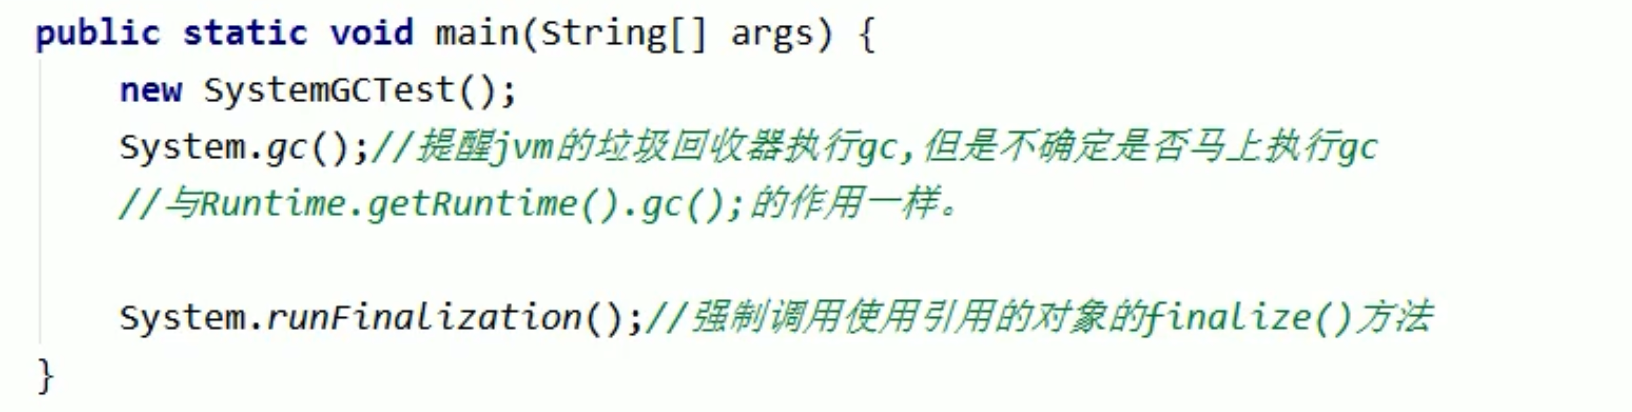 public static void main(String[] args) {
new SystemGCTest();
System.gc();//提醒jvm的垃圾回收器执行gc,但是不确定是否马上执行gc
//与Runtime.getRuntime().gc();的作用一样。
System.runFinalization();//强制调用使用引用的对象的finalize()方法
}